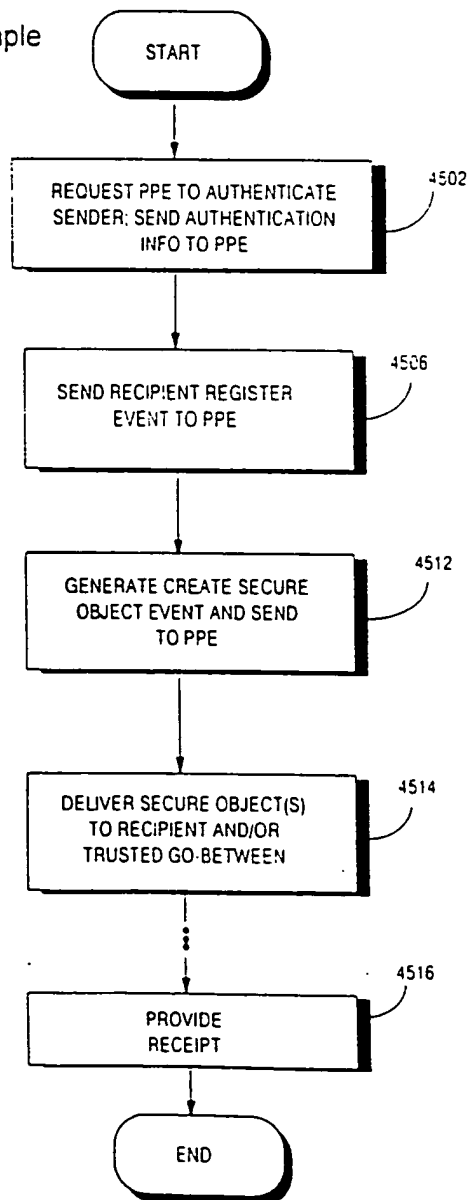 START
REQUEST PPE TO AUTHENTICATE
SENDER; SEND AUTHENTICATION
INFO TO PPE
4502
SEND RECIPIENT REGISTER
EVENT TO PPE
4506
GENERATE CREATE SECURE
OBJECT EVENT AND SEND
TO PPE
4512
DELIVER SECURE OBJECT(S)
TO RECIPIENT AND/OR
TRUSTED GO-BETWEEN
4514
PROVIDE
RECEIPT
4516
END